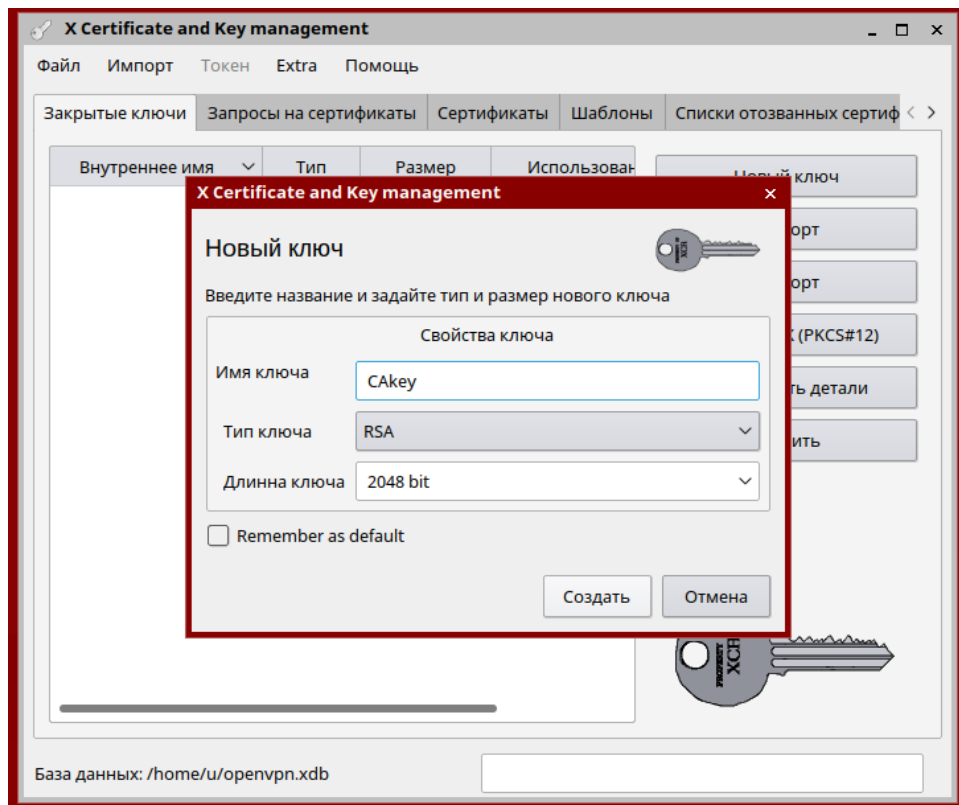 X Certificate and Key management
Файл Импорт Токен Extra Помощь
Закрытые ключи Запросы на сертификаты Сертификаты Шаблоны Списки отозванных сертиф
Внутреннее имя Тип Размер Использован
Новый ключ
орт
орт
(PKCS#12)
ть детали
ить
X Certificate and Key management
Новый ключ
Введите название и задайте тип и размер нового ключа
Свойства ключа
Имя ключа CAkey
Тип ключа RSA
Длинна ключа 2048 bit
Remember as default
Создать Отмена
PROPERTY
XCH
База данных: /home/u/openvpn.xdb